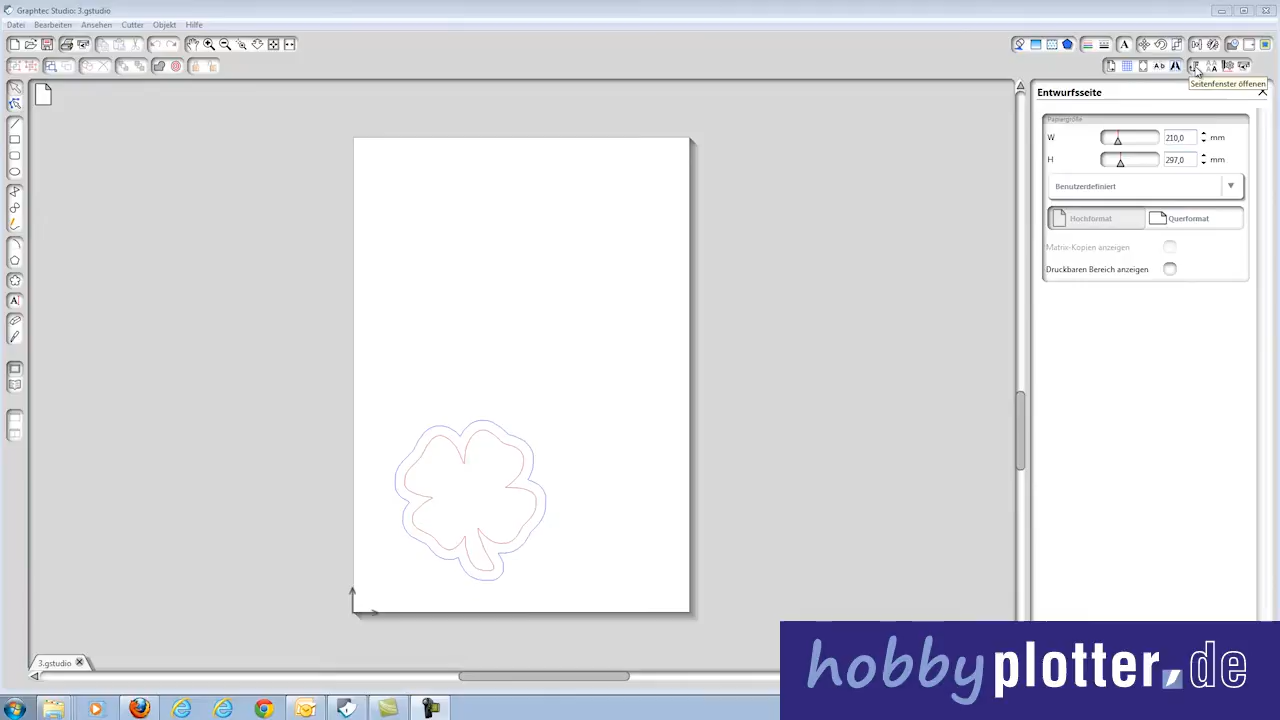 Graphtec Studio: 3.gstudio
Datei Bearbeiten Ansehen Cutter Objekt Hilfe
Seitenfenster öffnen
Entwurfsseite
Papiergröße
W 210,0 mm
H 297,0 mm
Benutzerdefiniert
Hochformat Querformat
Matrix-Kopien anzeigen
Druckbaren Bereich anzeigen
3.gstudio
hobbyplotter.de